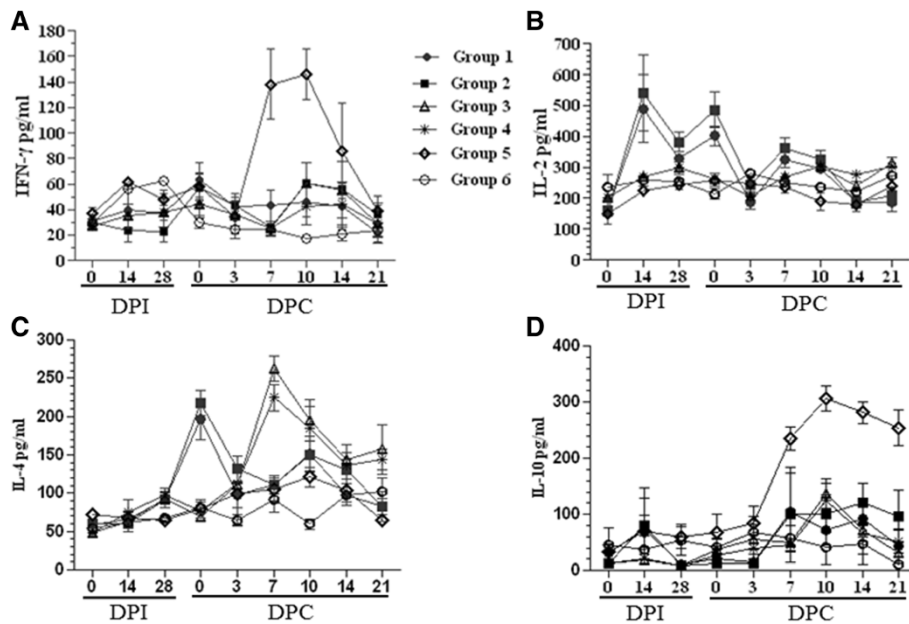 A
IFN-γ pg/ml
180
160
140
120
100
80
60
40
20
0
0 14 28 0 3 7 10 14 21
DPI DPC
Group 1
Group 2
Group 3
Group 4
Group 5
Group 6
B
IL-2 pg/ml
700
600
500
400
300
200
100
0
0 14 28 0 3 7 10 14 21
DPI DPC
C
IL-4 pg/ml
300
250
200
150
100
50
0
0 14 28 0 3 7 10 14 21
DPI DPC
D
IL-10 pg/ml
400
300
200
100
0
0 14 28 0 3 7 10 14 21
DPI DPC